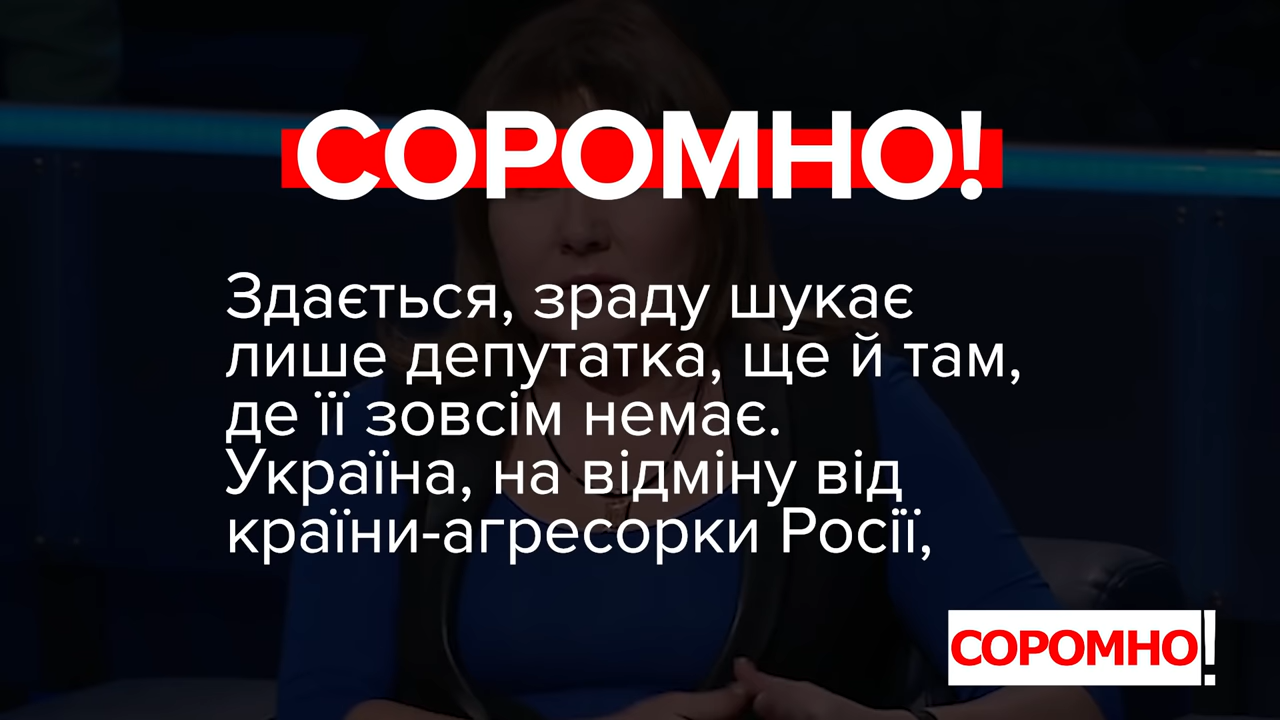 СОРОМНО!
Здається, зраду шукає
лише депутатка, ще й там,
де її зовсім немає.
Україна, на відміну від
країни-агресорки Росії,
СОРОМНО!